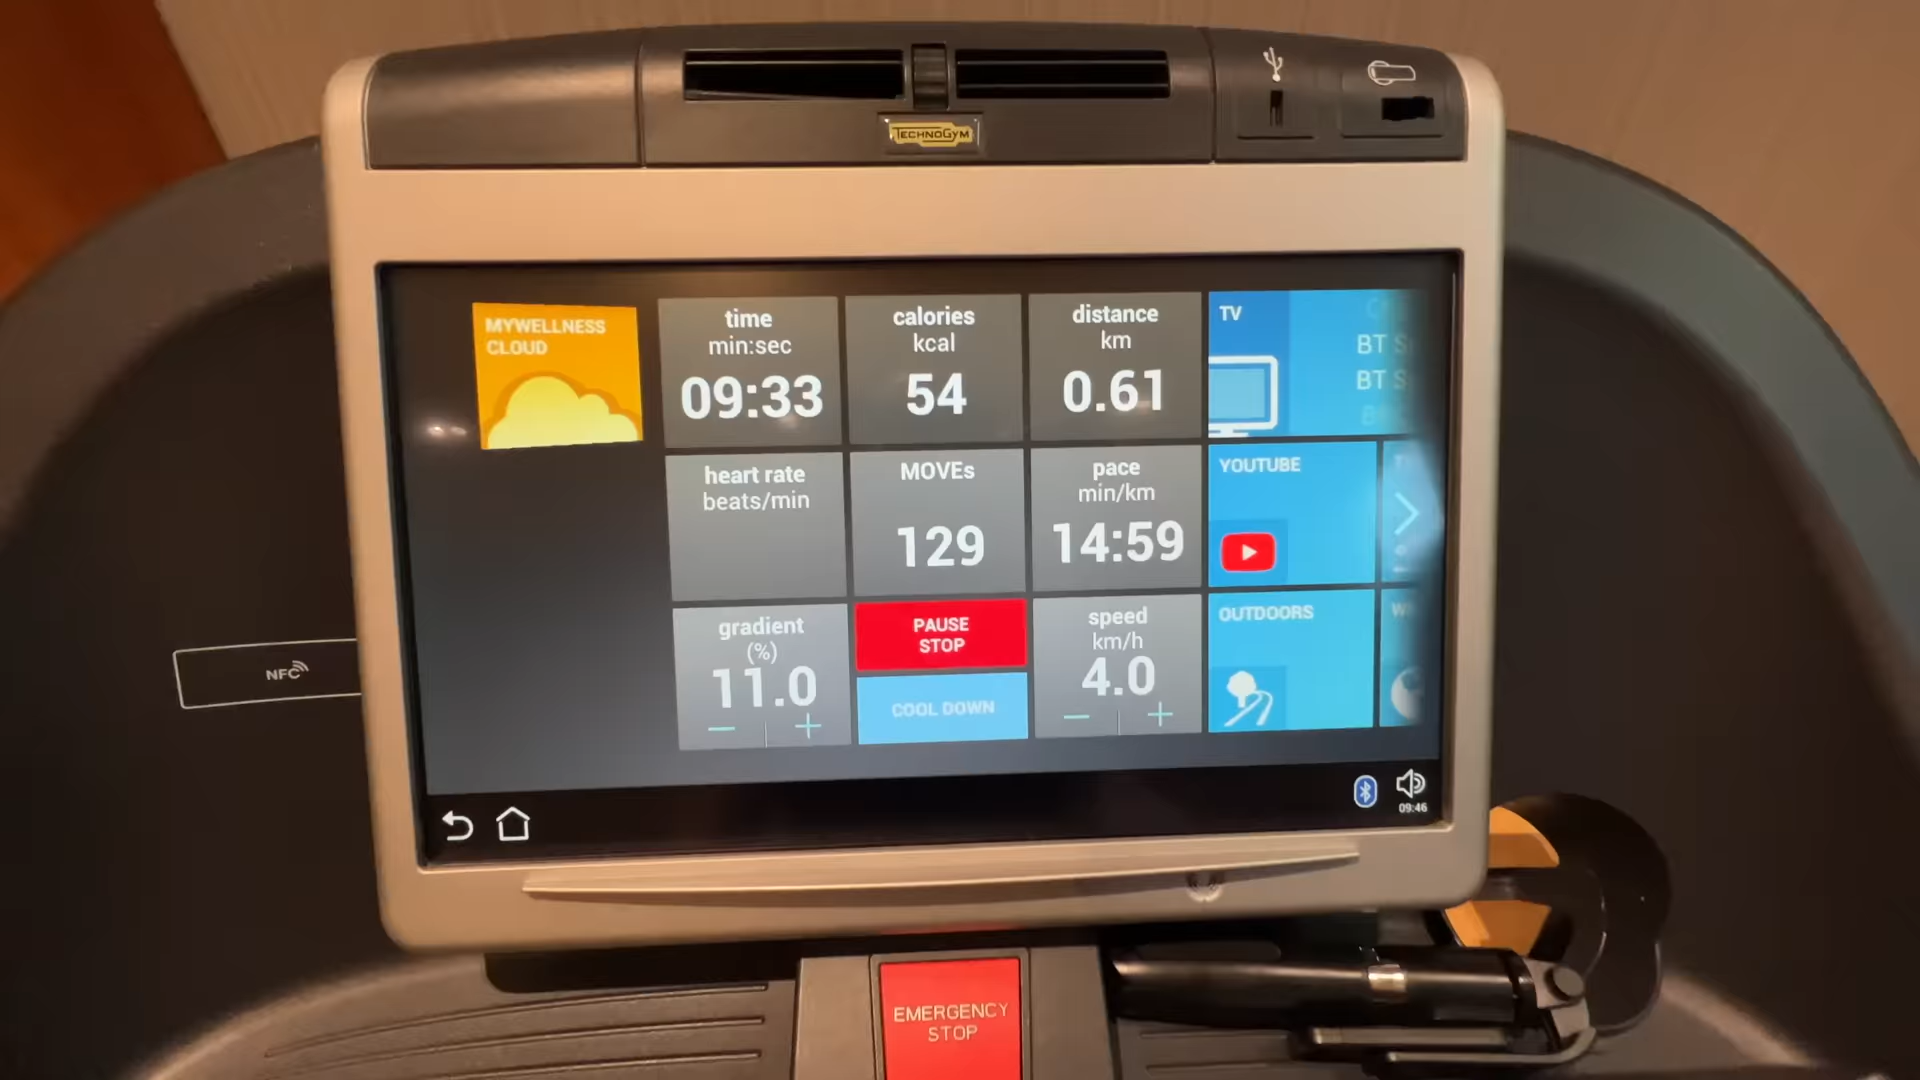 TECHNOGYM
MYWELLNESS
CLOUD
time
min:sec
09:33
calories
kcal
54
distance
km
0.61
TV
BT S
BT S
heart rate
beats/min
MOVEs
129
pace
min/km
14:59
YOUTUBE
gradient
(%)
11.0
− +
PAUSE
STOP
COOL DOWN
speed
km/h
4.0
− +
OUTDOORS
W
NFC
09:46
EMERGENCY
STOP